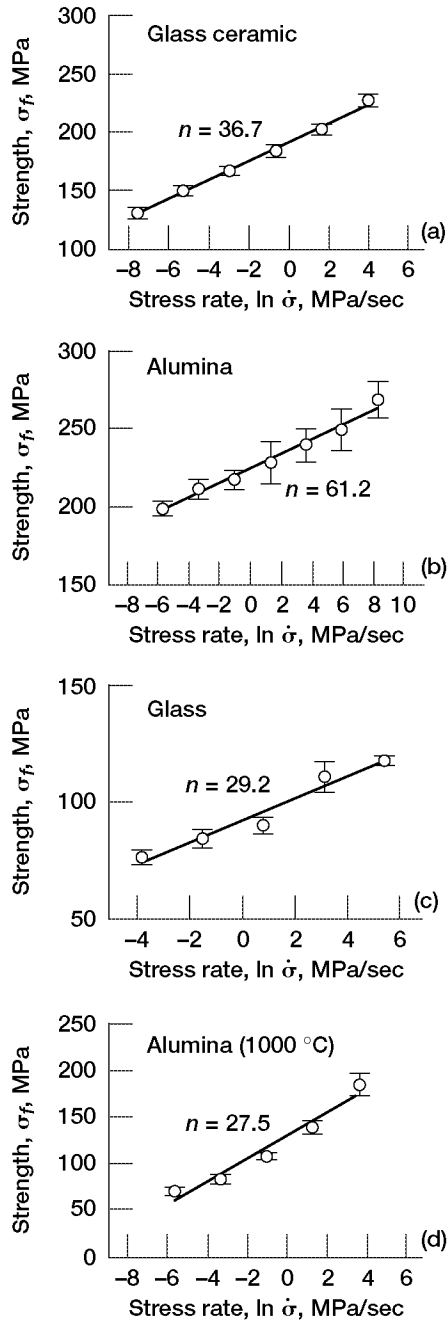 300
Glass ceramic
250
200
n = 36.7
150
100
(a)
–8 –6 –4 –2 0 2 4 6
Strength, σf, MPa
Stress rate, ln σ̇, MPa/sec
300
Alumina
250
200
n = 61.2
150
(b)
–8 –6 –4 –2 0 2 4 6 8 10
Strength, σf, MPa
Stress rate, ln σ̇, MPa/sec
150
Glass
n = 29.2
100
50
(c)
–4 –2 0 2 4 6
Strength, σf, MPa
Stress rate, ln σ̇, MPa/sec
250
Alumina (1000 °C)
200
150
n = 27.5
100
50
0
(d)
–8 –6 –4 –2 0 2 4 6
Strength, σf, MPa
Stress rate, ln σ̇, MPa/sec